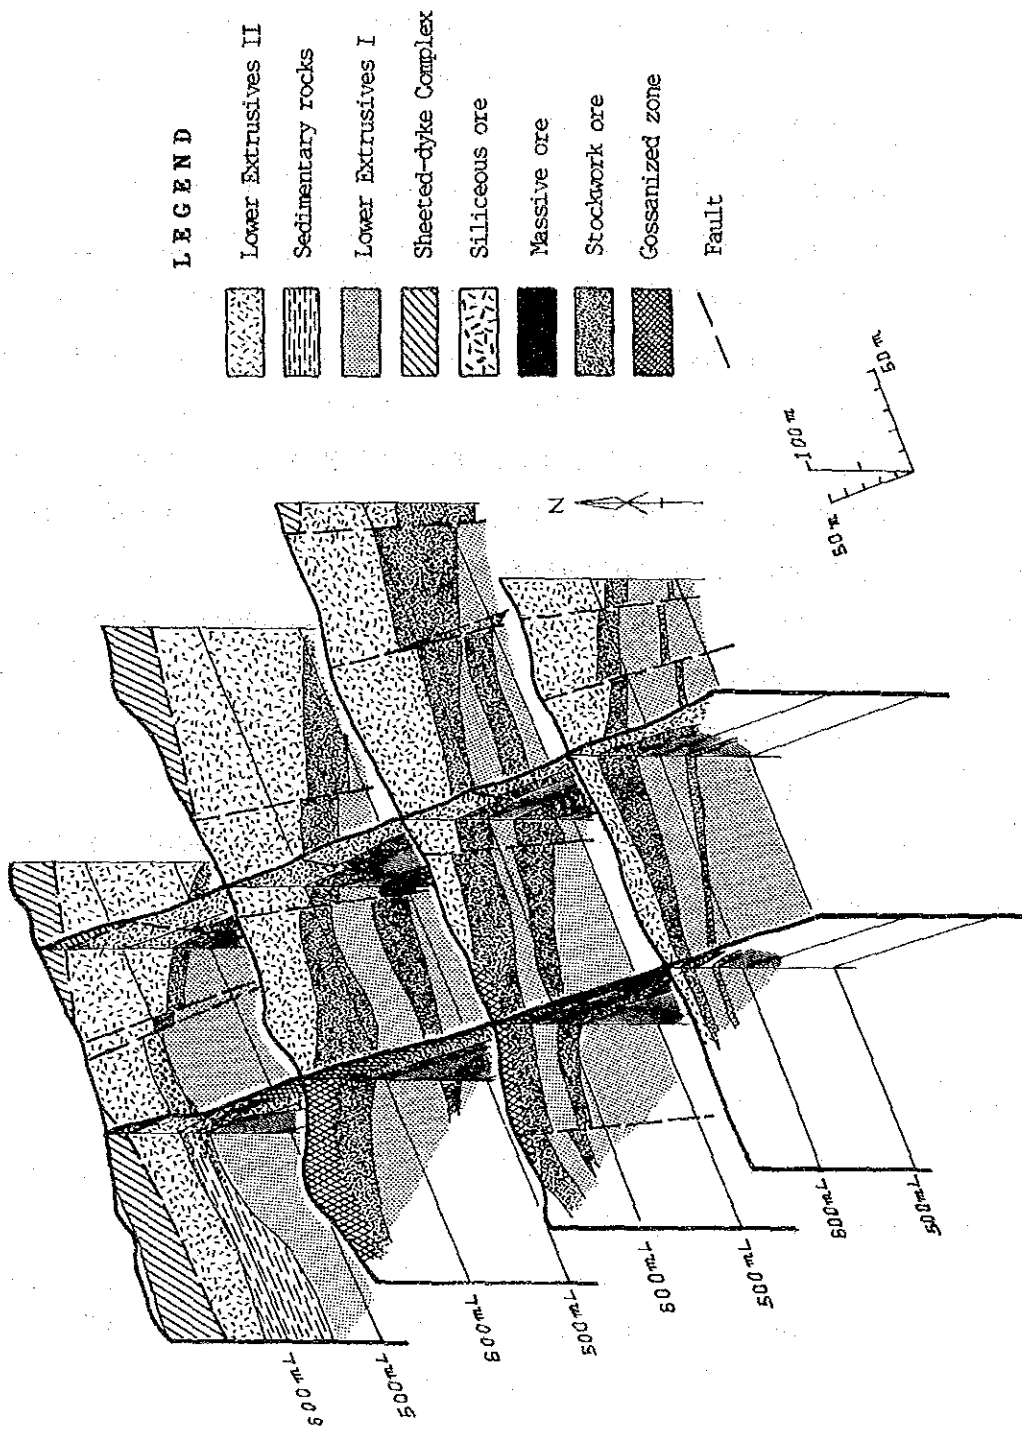 LEGEND
Lower Extrusives II
Sedimentary rocks
Lower Extrusives I
Sheeted-dyke Complex
Siliceous ore
Massive ore
Stockwork ore
Gossanized zone
Fault
N
50m
100m
50m
600mL
500mL
600mL
500mL
600mL
500mL
600mL
500mL